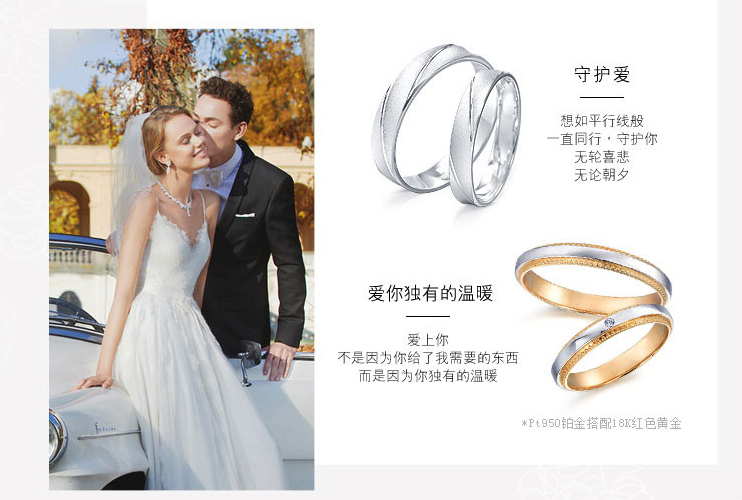 守护爱
想如平行线般
一直同行，守护你
无轮喜悲
无论朝夕
爱你独有的温暖
爱上你
不是因为你给了我需要的东西
而是因为你独有的温暖
*Pt950铂金搭配18K红色黄金